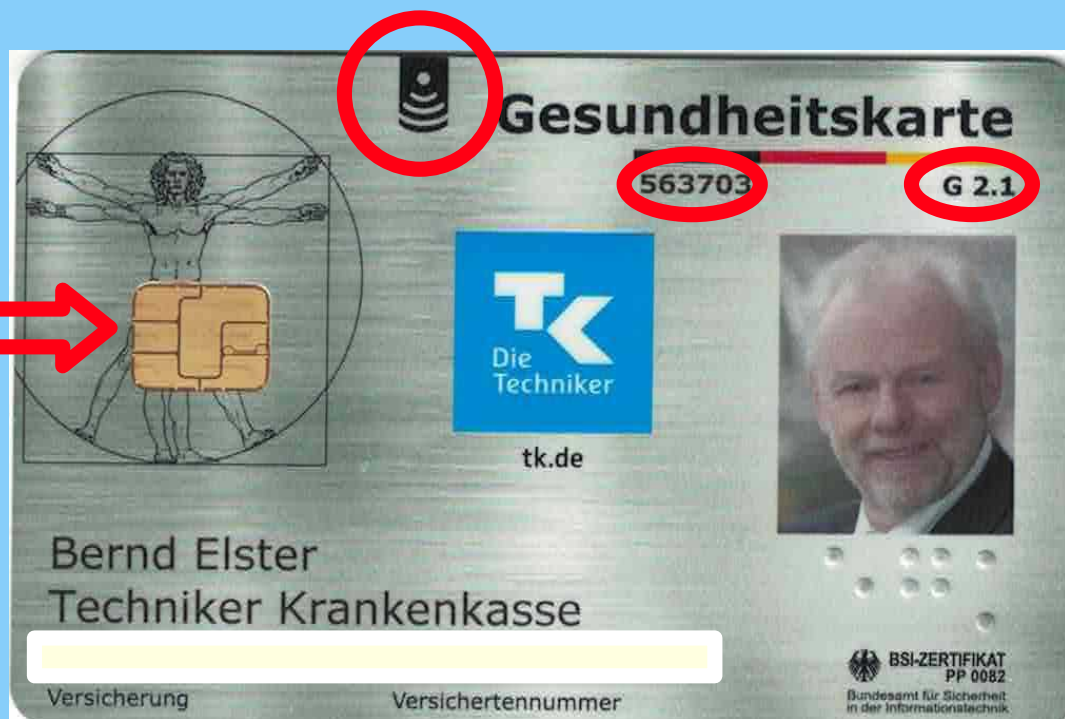 Gesundheitskarte
563703
G 2.1
TK
Die
Techniker
tk.de
Bernd Elster
Techniker Krankenkasse
BSI-ZERTIFIKAT
PP 0082
Bundesamt für Sicherheit
in der Informationstechnik
Versicherung
Versichertennummer